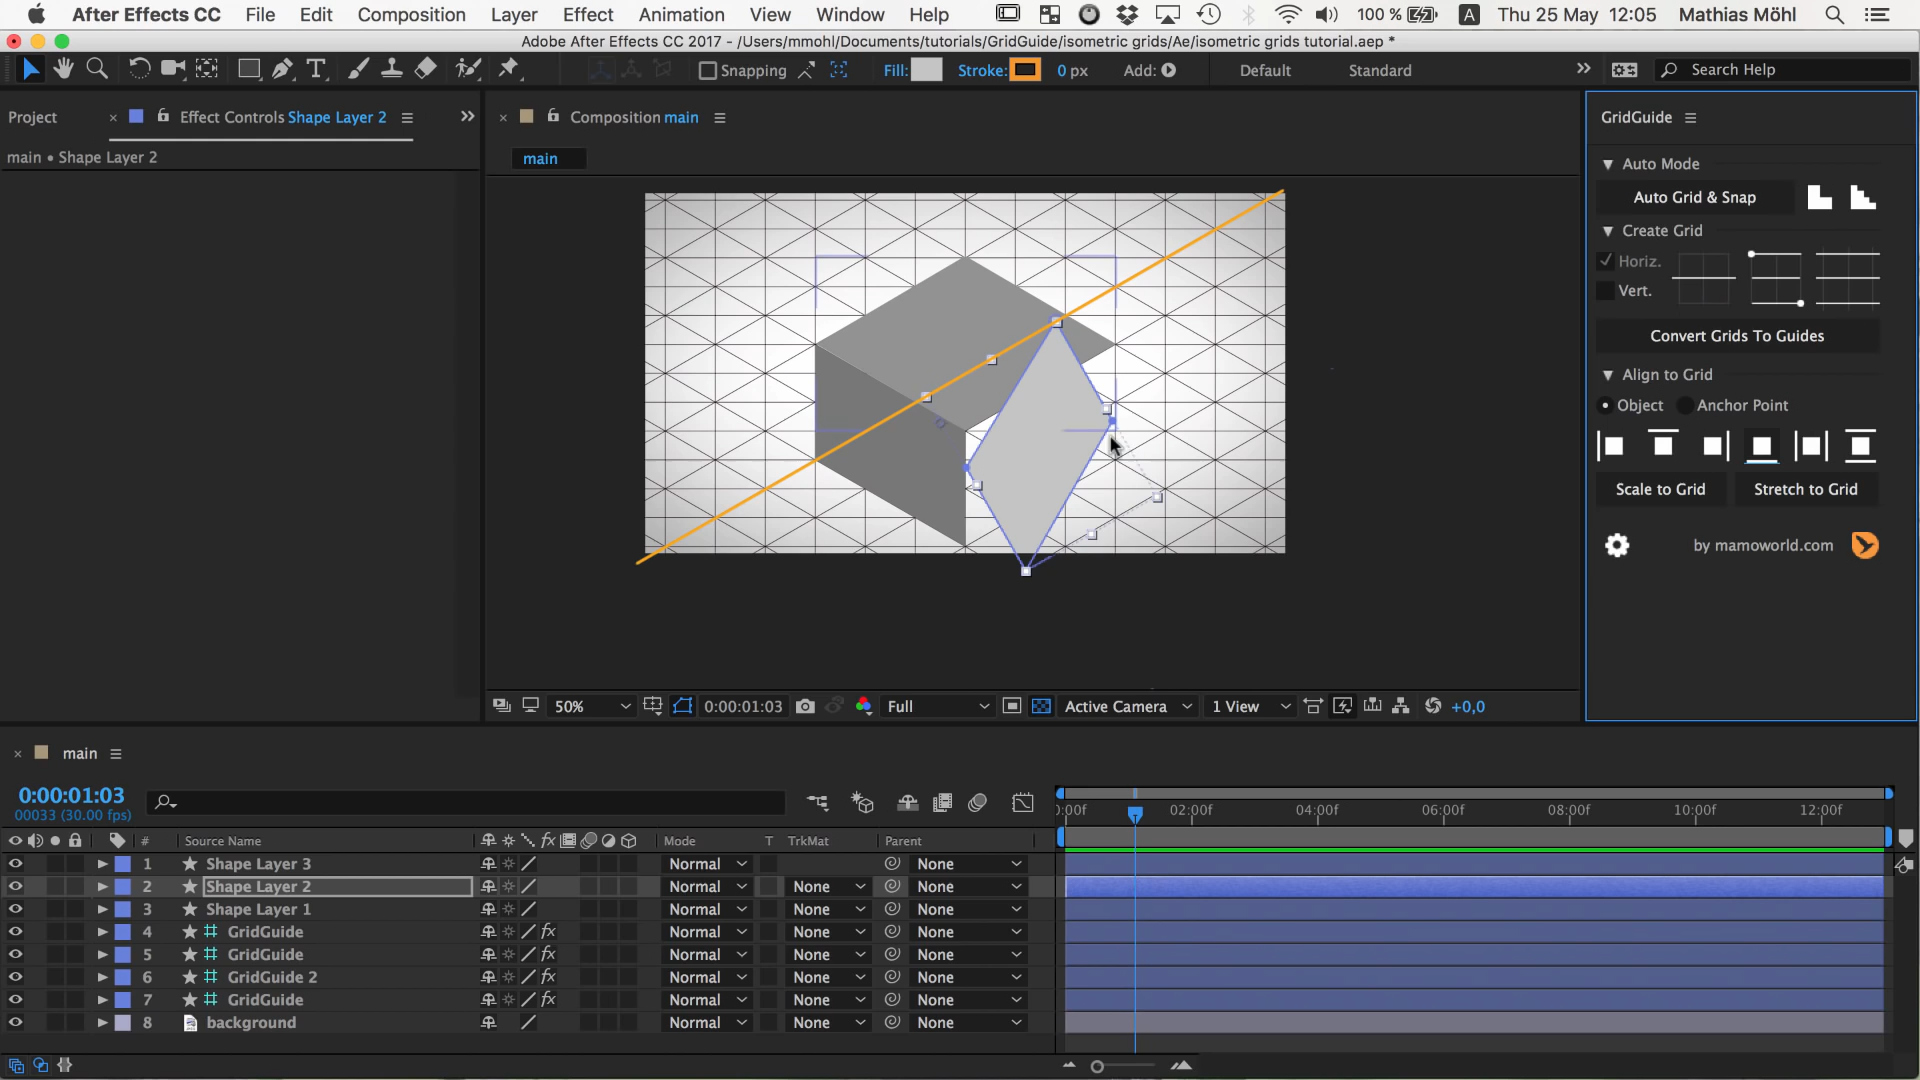 After Effects CC File Edit Composition Layer Effect Animation View Window Help 100 % A Thu 25 May 12:05 Mathias Möhl
Adobe After Effects CC 2017 - /Users/mmohl/Documents/tutorials/GridGuide/isometric grids/Ae/isometric grids tutorial.aep *
Snapping Fill: Stroke: 0 px Add: Default Standard Search Help
Project × Effect Controls Shape Layer 2 × Composition main GridGuide
main • Shape Layer 2
main
Auto Mode
Auto Grid & Snap
Create Grid
Horiz.
Vert.
Convert Grids To Guides
Align to Grid
Object Anchor Point
Scale to Grid Stretch to Grid
by mamoworld.com
50% 0:00:01:03 Full Active Camera 1 View +0,0
× main
0:00:01:03
00033 (30.00 fps)
):00f 02:00f 04:00f 06:00f 08:00f 10:00f 12:00f
# Source Name fx Mode T TrkMat Parent
1 Shape Layer 3 Normal None
2 Shape Layer 2 Normal None None
3 Shape Layer 1 Normal None None
4 GridGuide fx Normal None None
5 GridGuide fx Normal None None
6 GridGuide 2 fx Normal None None
7 GridGuide fx Normal None None
8 background Normal None None